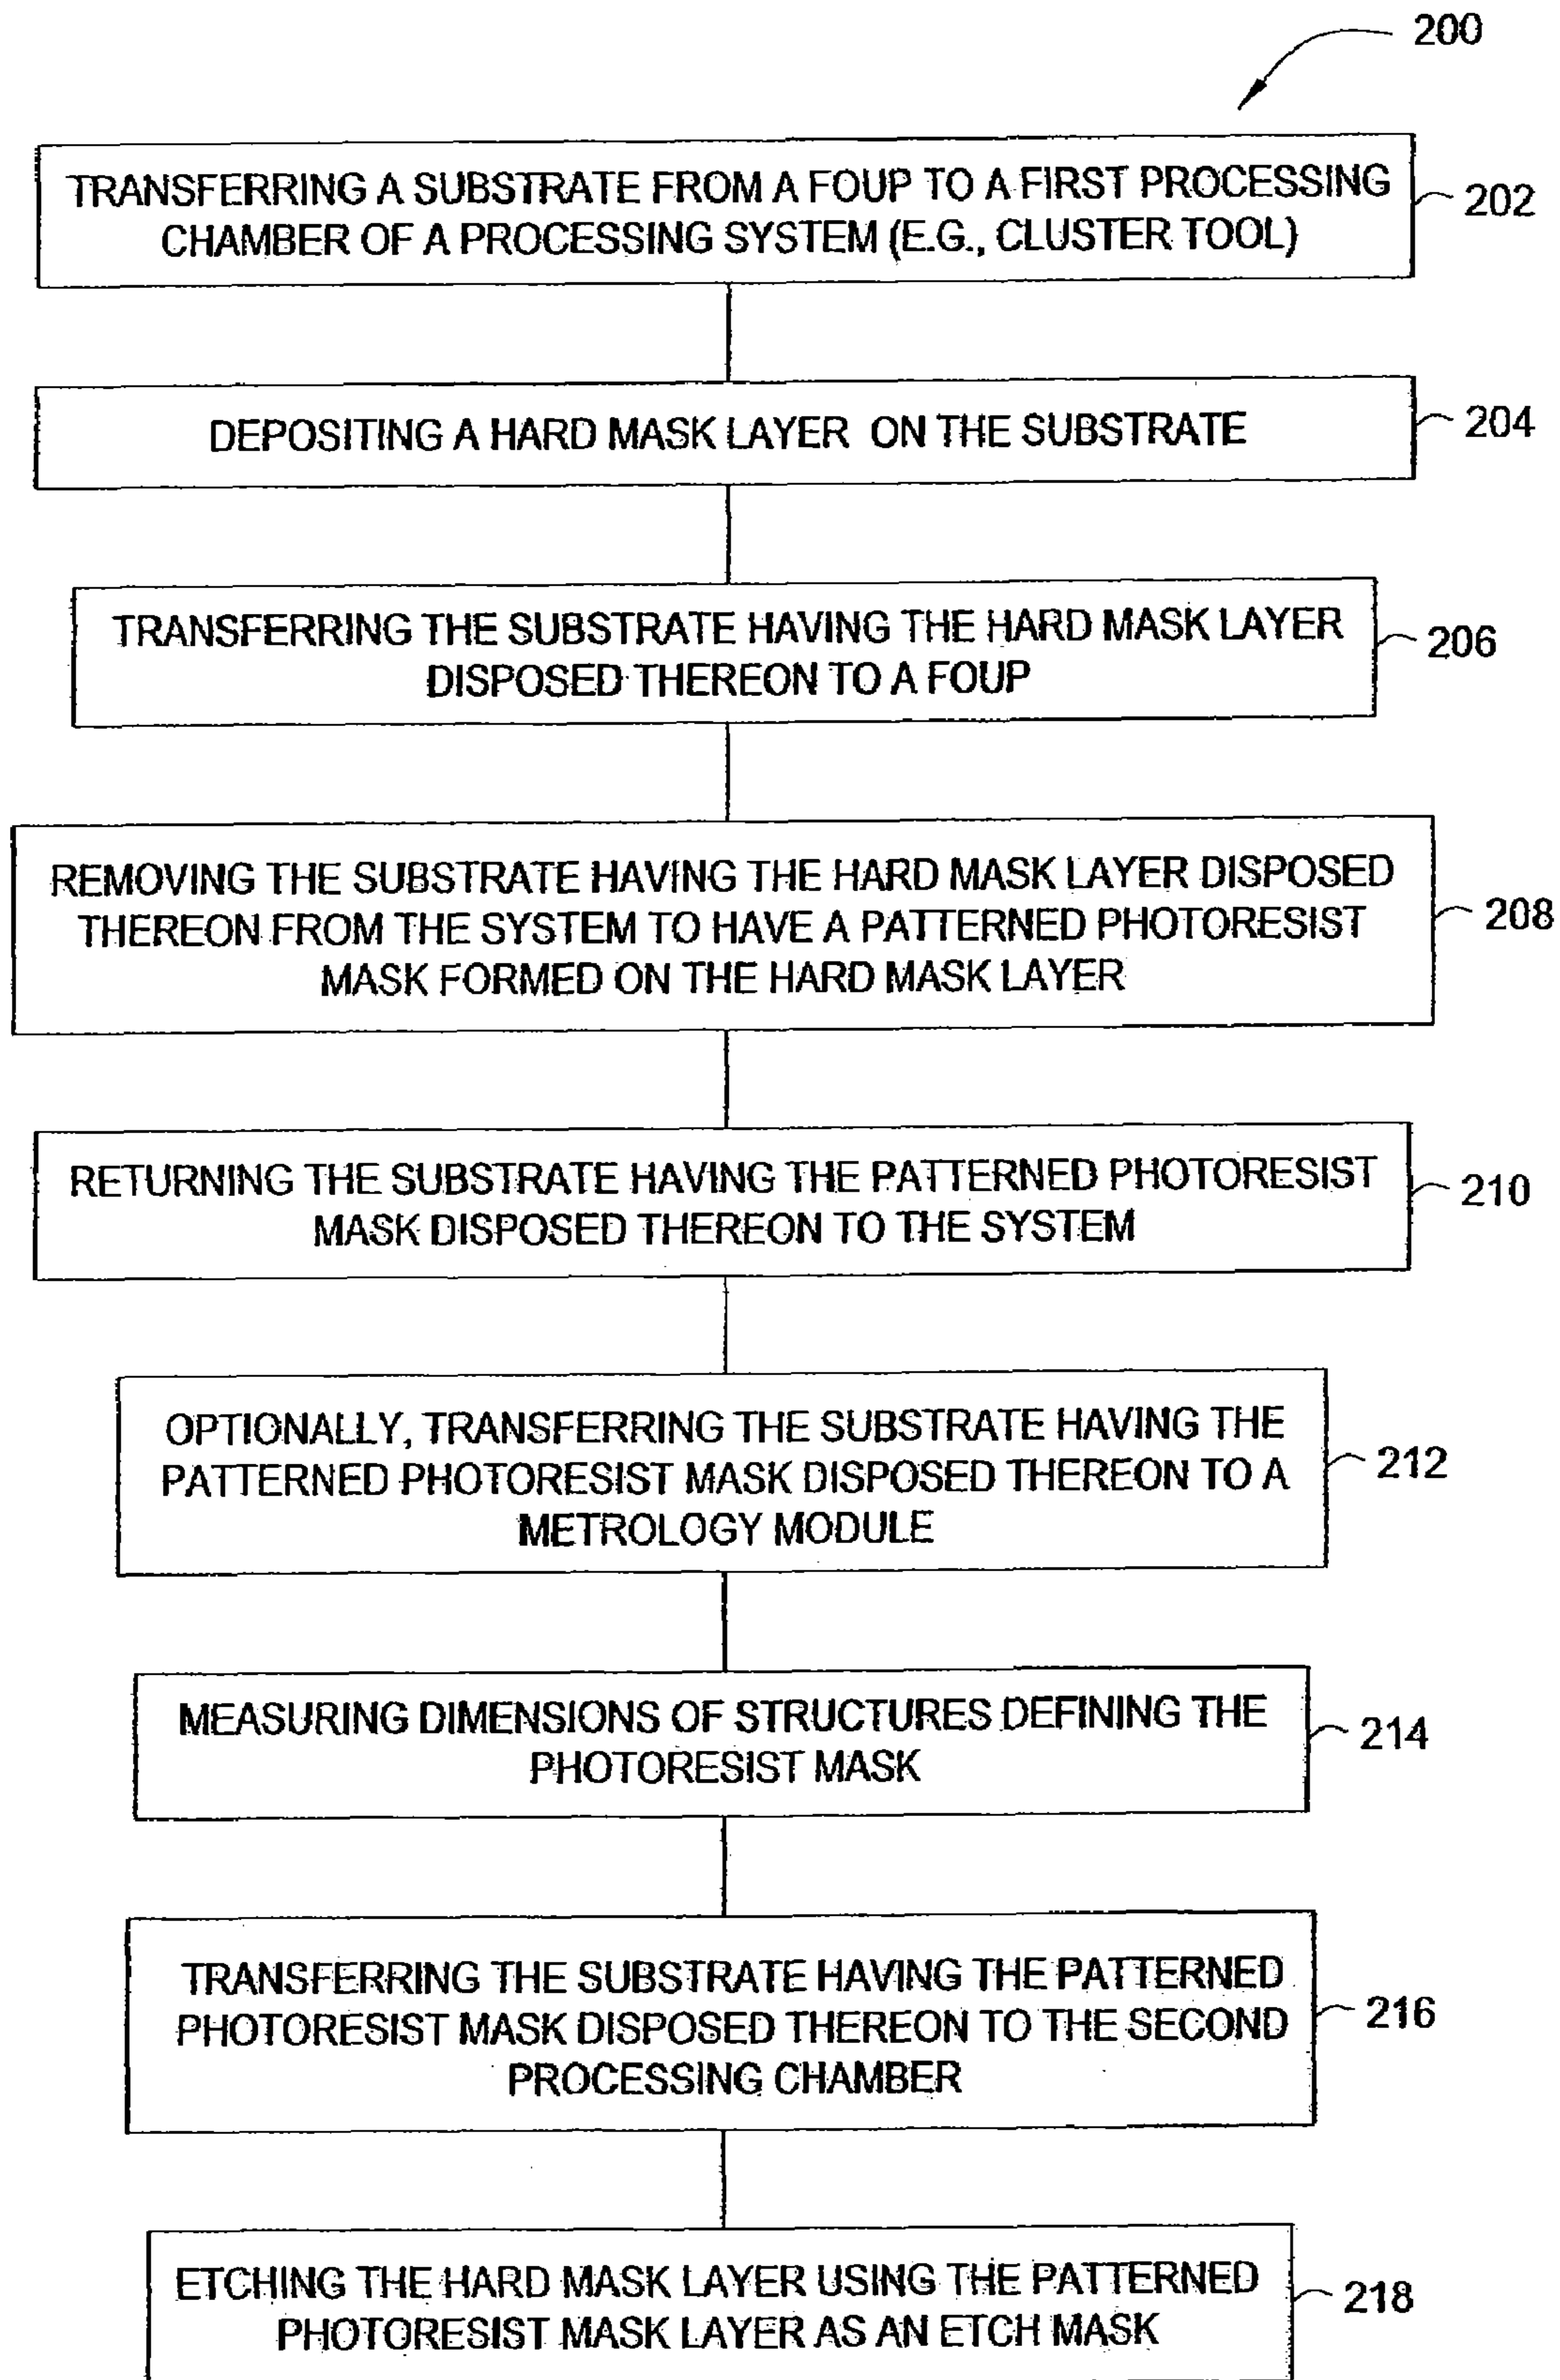 200
TRANSFERRING A SUBSTRATE FROM A FOUP TO A FIRST PROCESSING
CHAMBER OF A PROCESSING SYSTEM (E.G., CLUSTER TOOL)
202
DEPOSITING A HARD MASK LAYER ON THE SUBSTRATE
204
TRANSFERRING THE SUBSTRATE HAVING THE HARD MASK LAYER
DISPOSED THEREON TO A FOUP
206
REMOVING THE SUBSTRATE HAVING THE HARD MASK LAYER DISPOSED
THEREON FROM THE SYSTEM TO HAVE A PATTERNED PHOTORESIST
MASK FORMED ON THE HARD MASK LAYER
208
RETURNING THE SUBSTRATE HAVING THE PATTERNED PHOTORESIST
MASK DISPOSED THEREON TO THE SYSTEM
210
OPTIONALLY, TRANSFERRING THE SUBSTRATE HAVING THE
PATTERNED PHOTORESIST MASK DISPOSED THEREON TO A
METROLOGY MODULE
212
MEASURING DIMENSIONS OF STRUCTURES DEFINING THE
PHOTORESIST MASK
214
TRANSFERRING THE SUBSTRATE HAVING THE PATTERNED
PHOTORESIST MASK DISPOSED THEREON TO THE SECOND
PROCESSING CHAMBER
216
ETCHING THE HARD MASK LAYER USING THE PATTERNED
PHOTORESIST MASK LAYER AS AN ETCH MASK
218